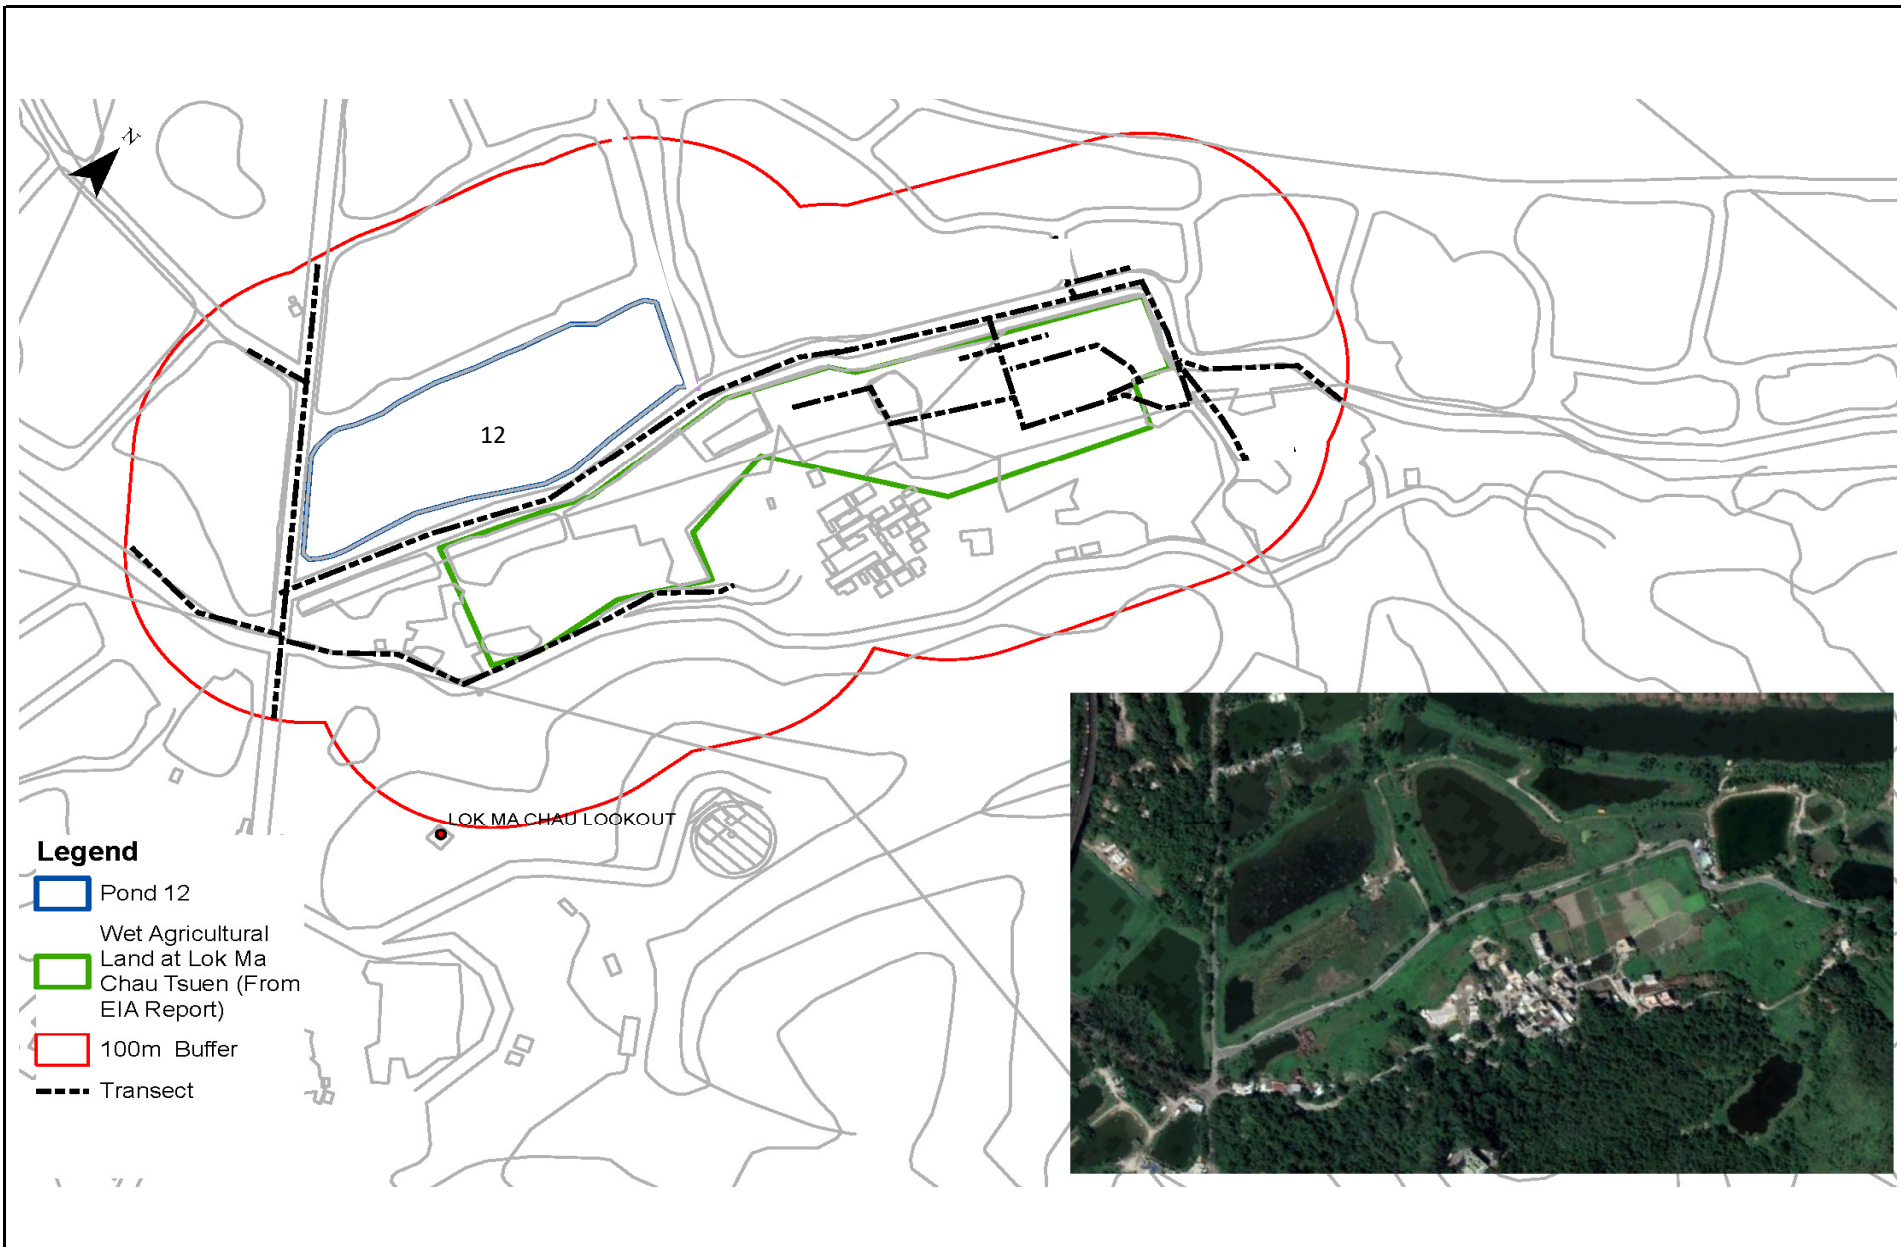 N
12
LOK MA CHAU LOOKOUT
Legend
Pond 12
Wet Agricultural
Land at Lok Ma
Chau Tsuen (From
EIA Report)
100m Buffer
Transect